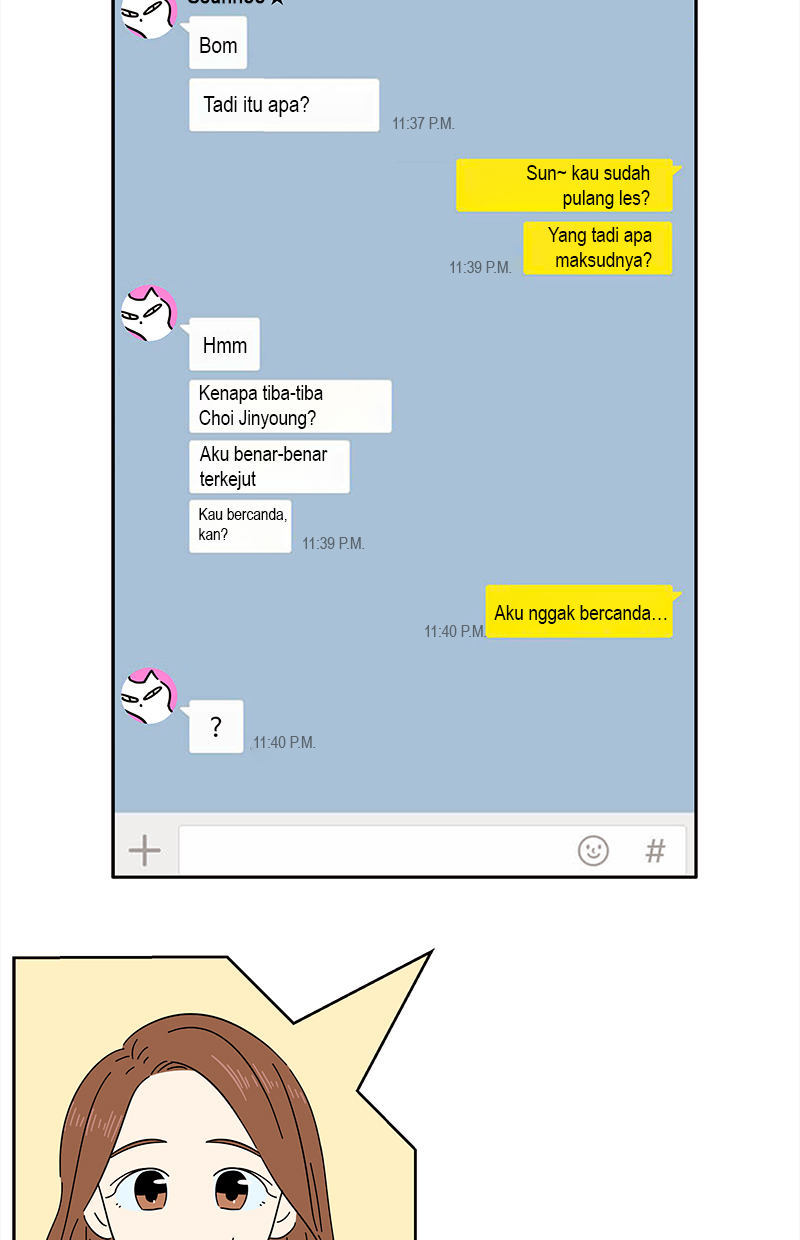 Bom
Tadi itu apa?
11:37 P.M.
Sun~ kau sudah
pulang les?
Yang tadi apa
maksudnya?
11:39 P.M.
Hmm
Kenapa tiba-tiba
Choi Jinyoung?
Aku benar-benar
terkejut
Kau bercanda,
kan?
11:39 P.M.
Aku nggak bercanda...
11:40 P.M.
?
11:40 P.M.
#